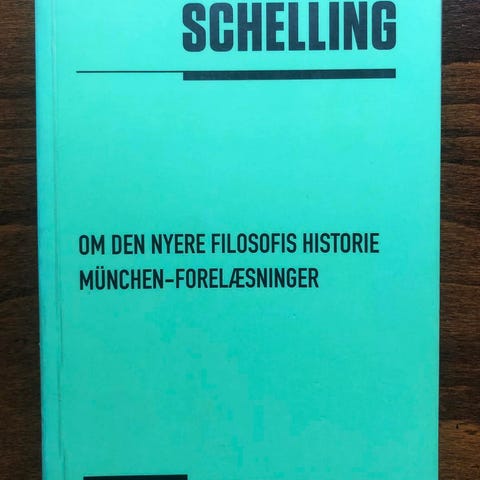 SCHELLING
OM DEN NYERE FILOSOFIS HISTORIE
MÜNCHEN-FORELÆSNINGER